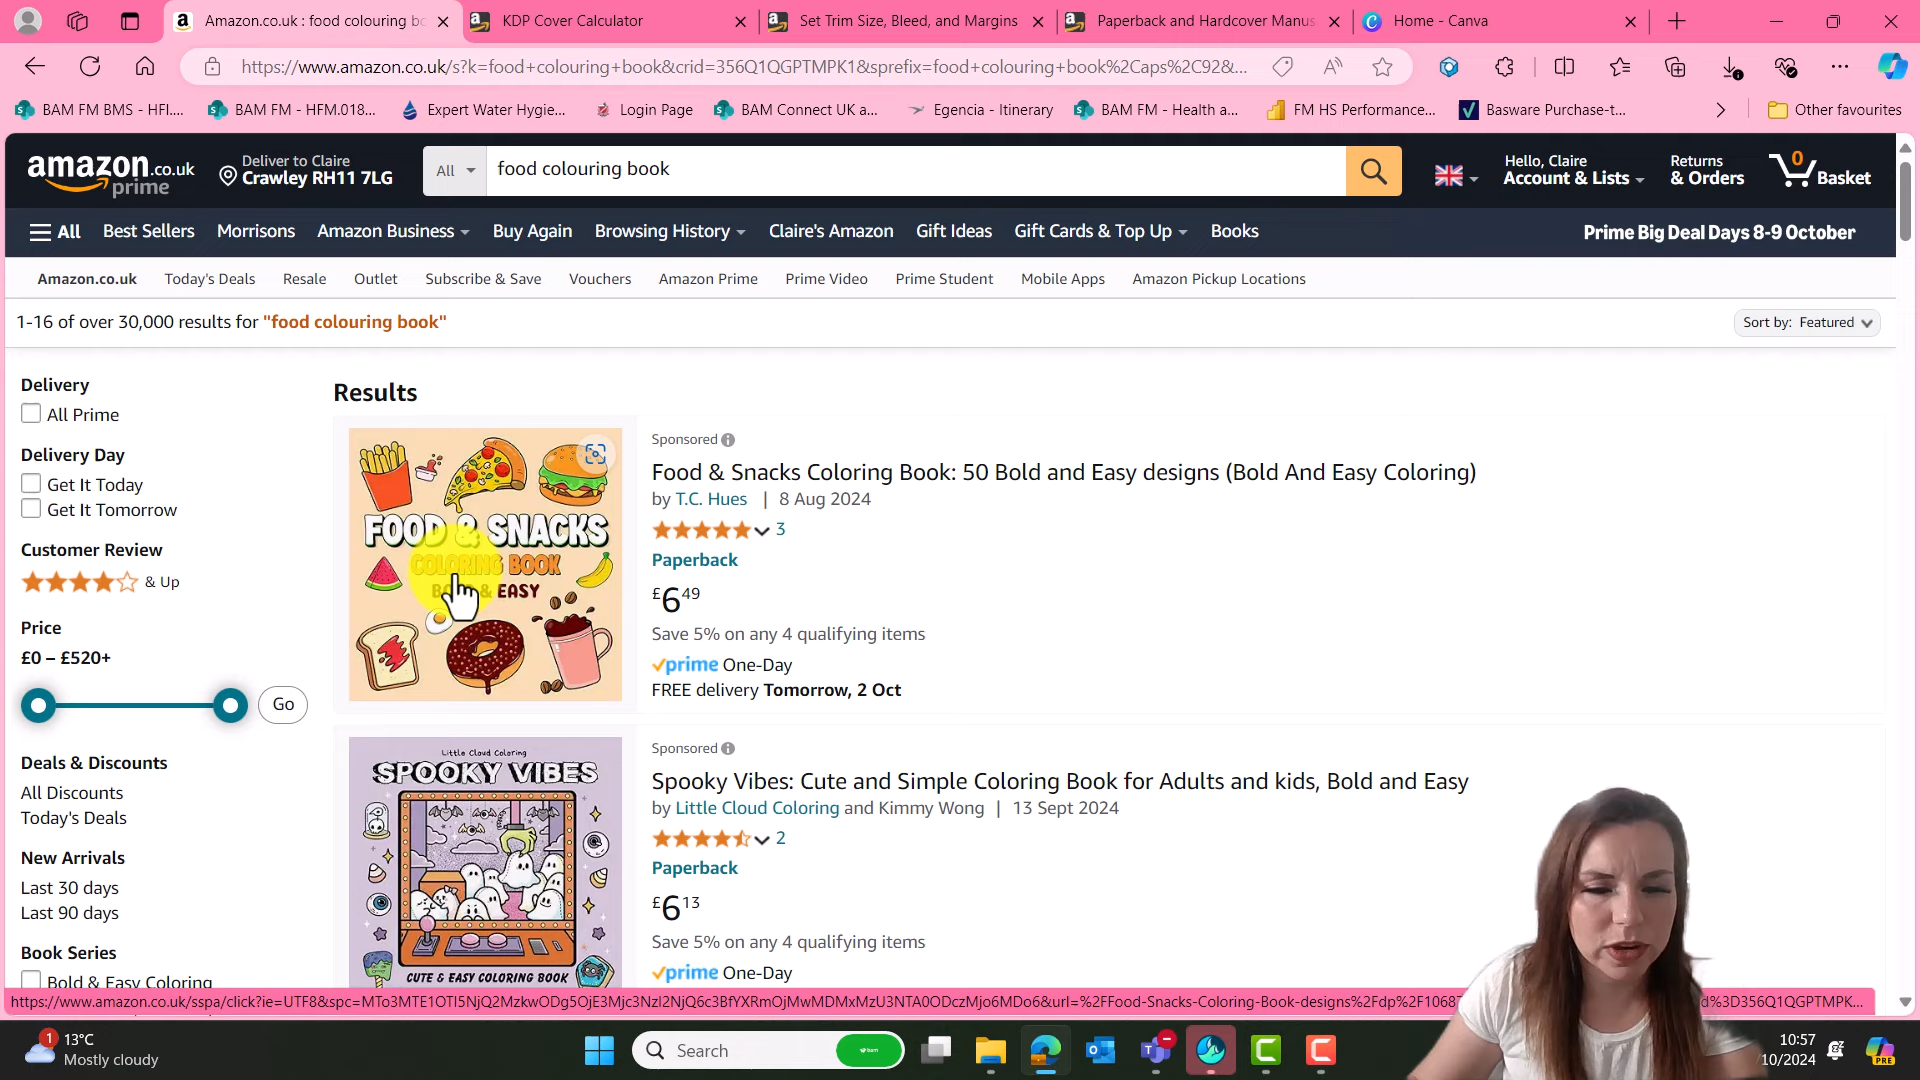 Amazon.co.uk : food colouring bo
KDP Cover Calculator
Set Trim Size, Bleed, and Margins
Paperback and Hardcover Manus
Home - Canva
https://www.amazon.co.uk/s?k=food+colouring+book&crid=356Q1QGPTMPK1&sprefix=food+colouring+book%2Caps%2C92&...
BAM FM BMS - HFI....
BAM FM - HFM.018...
Expert Water Hygie...
Login Page
BAM Connect UK a...
Egencia - Itinerary
BAM FM - Health a...
FM HS Performance...
Basware Purchase-t...
Other favourites
amazon.co.uk
prime
Deliver to Claire
Crawley RH11 7LG
All
food colouring book
Hello, Claire
Account & Lists
Returns
& Orders
0
Basket
All
Best Sellers
Morrisons
Amazon Business
Buy Again
Browsing History
Claire's Amazon
Gift Ideas
Gift Cards & Top Up
Books
Prime Big Deal Days 8-9 October
Amazon.co.uk
Today's Deals
Resale
Outlet
Subscribe & Save
Vouchers
Amazon Prime
Prime Video
Prime Student
Mobile Apps
Amazon Pickup Locations
1-16 of over 30,000 results for "food colouring book"
Sort by: Featured
Delivery
All Prime
Delivery Day
Get It Today
Get It Tomorrow
Customer Review
& Up
Price
£0 – £520+
Go
Deals & Discounts
All Discounts
Today's Deals
New Arrivals
Last 30 days
Last 90 days
Book Series
Bold & Easy Coloring
Results
FOOD & SNACKS
COLORING BOOK
& EASY
Sponsored
Food & Snacks Coloring Book: 50 Bold and Easy designs (Bold And Easy Coloring)
by T.C. Hues | 8 Aug 2024
3
Paperback
£6.49
Save 5% on any 4 qualifying items
prime One-Day
FREE delivery Tomorrow, 2 Oct
Little Cloud Coloring
SPOOKY VIBES
CUTE & EASY COLORING BOOK
Sponsored
Spooky Vibes: Cute and Simple Coloring Book for Adults and kids, Bold and Easy
by Little Cloud Coloring and Kimmy Wong | 13 Sept 2024
2
Paperback
£6.13
Save 5% on any 4 qualifying items
prime One-Day
1
13°C
Mostly cloudy
Search
bam
10:57
10/2024
PRE